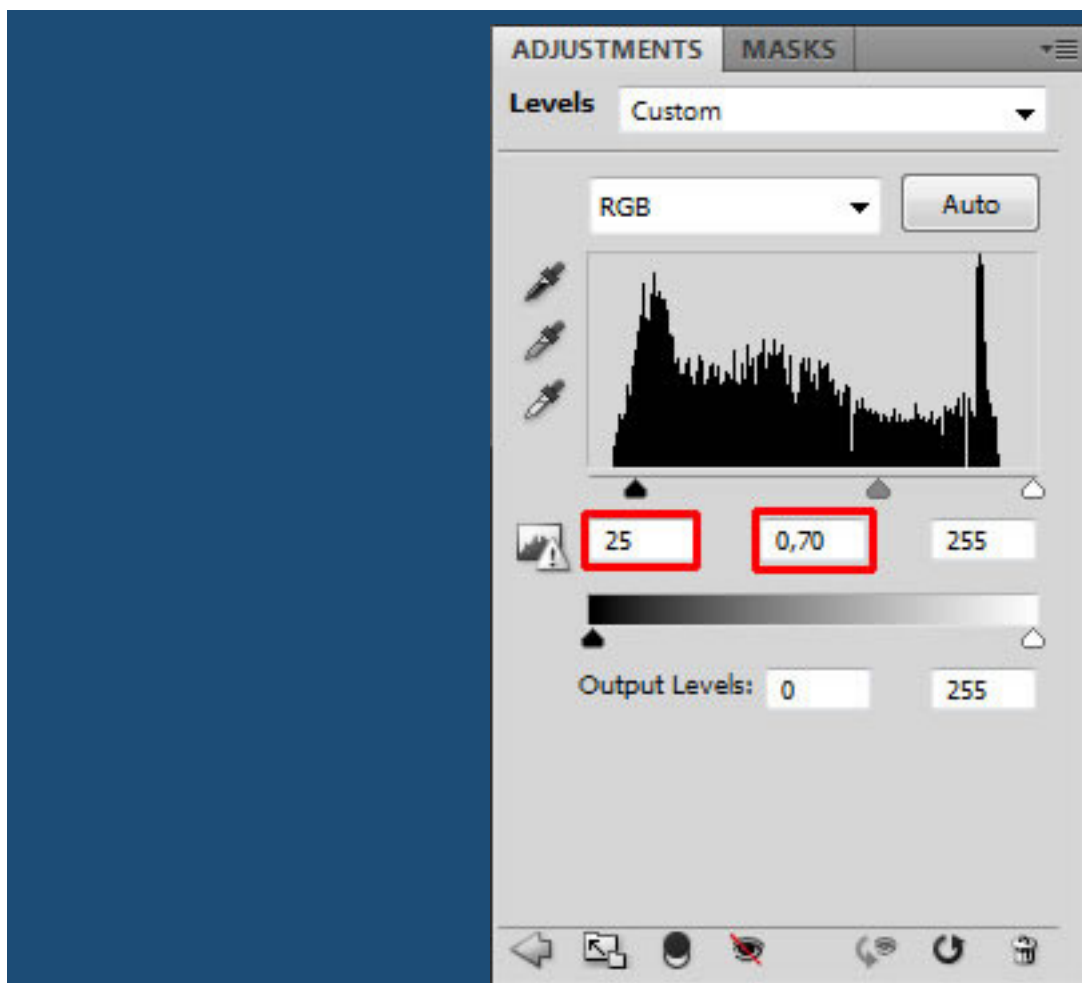 ADJUSTMENTS MASKS
Levels Custom
RGB Auto
25 0,70 255
Output Levels: 0 255